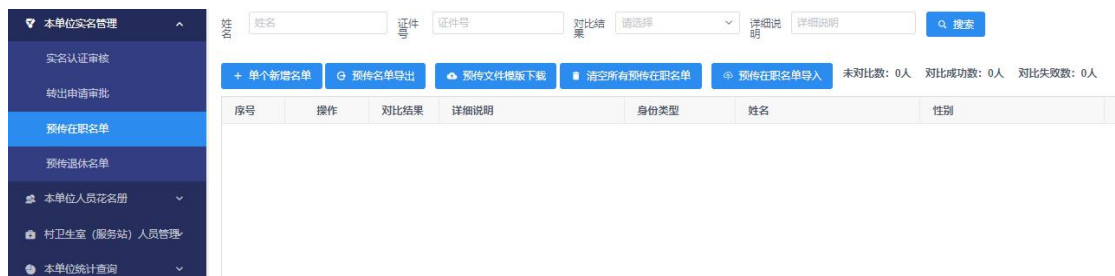 本单位实名管理
实名认证审核
转出申请审批
预传在职名单
预传退休名单
本单位人员花名册
村卫生室（服务站）人员管理
本单位统计查询
姓名 姓名 证件号 证件号 对比结果 请选择 详细说明 详细说明 搜索
+ 单个新增名单 预传名单导出 预传文件模版下载 清空所有预传在职名单 预传在职名单导入 未对比数：0人 对比成功数：0人 对比失败数：0人
序号 操作 对比结果 详细说明 身份类型 姓名 性别